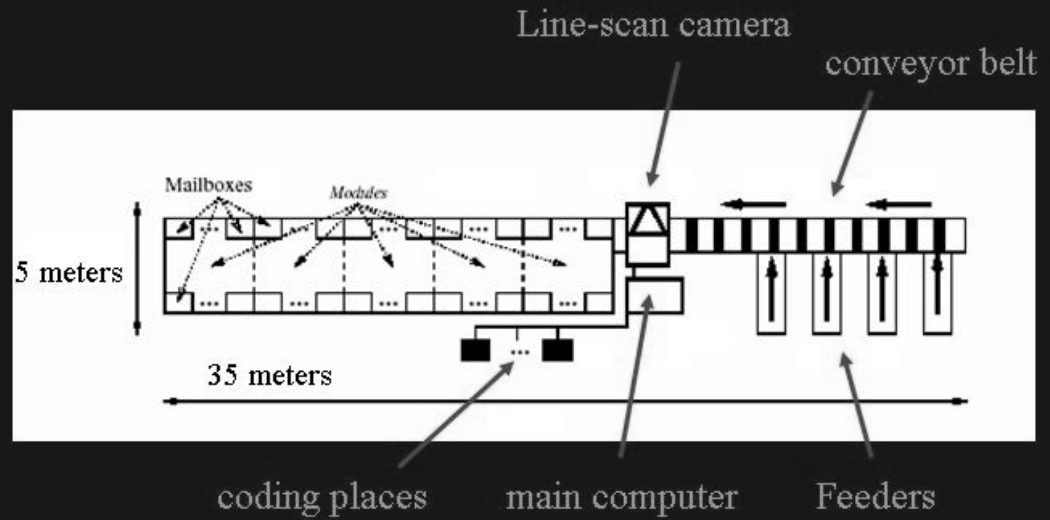 Line-scan camera
conveyor belt
Mailboxes
Modules
...
...
...
...
...
5 meters
...
...
...
...
...
...
35 meters
coding places
main computer
Feeders